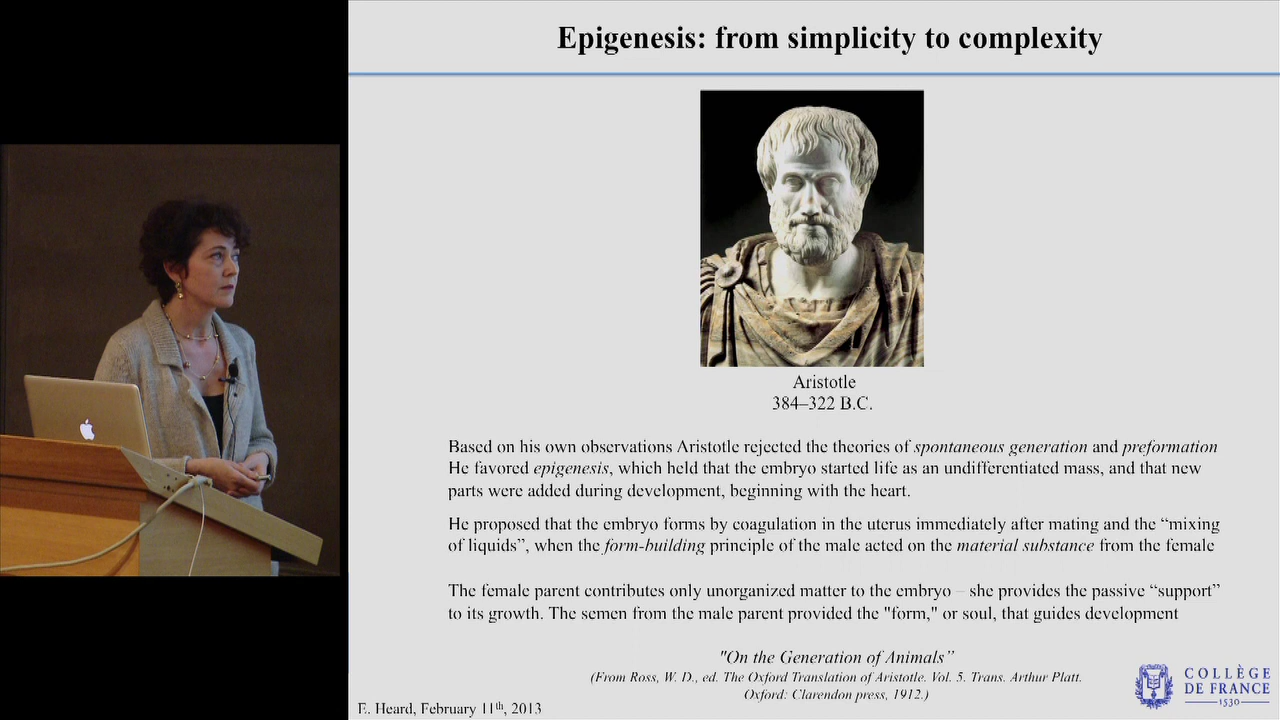 Epigenesis: from simplicity to complexity
Aristotle
384–322 B.C.
Based on his own observations Aristotle rejected the theories of spontaneous generation and preformation
He favored epigenesis, which held that the embryo started life as an undifferentiated mass, and that new
parts were added during development, beginning with the heart.
He proposed that the embryo forms by coagulation in the uterus immediately after mating and the “mixing
of liquids”, when the form-building principle of the male acted on the material substance from the female
The female parent contributes only unorganized matter to the embryo – she provides the passive “support”
to its growth. The semen from the male parent provided the "form," or soul, that guides development
"On the Generation of Animals”
(From Ross, W. D., ed. The Oxford Translation of Aristotle. Vol. 5. Trans. Arthur Platt.
Oxford: Clarendon press, 1912.)
E. Heard, February 11th, 2013
COLLÈGE
DE FRANCE
1530